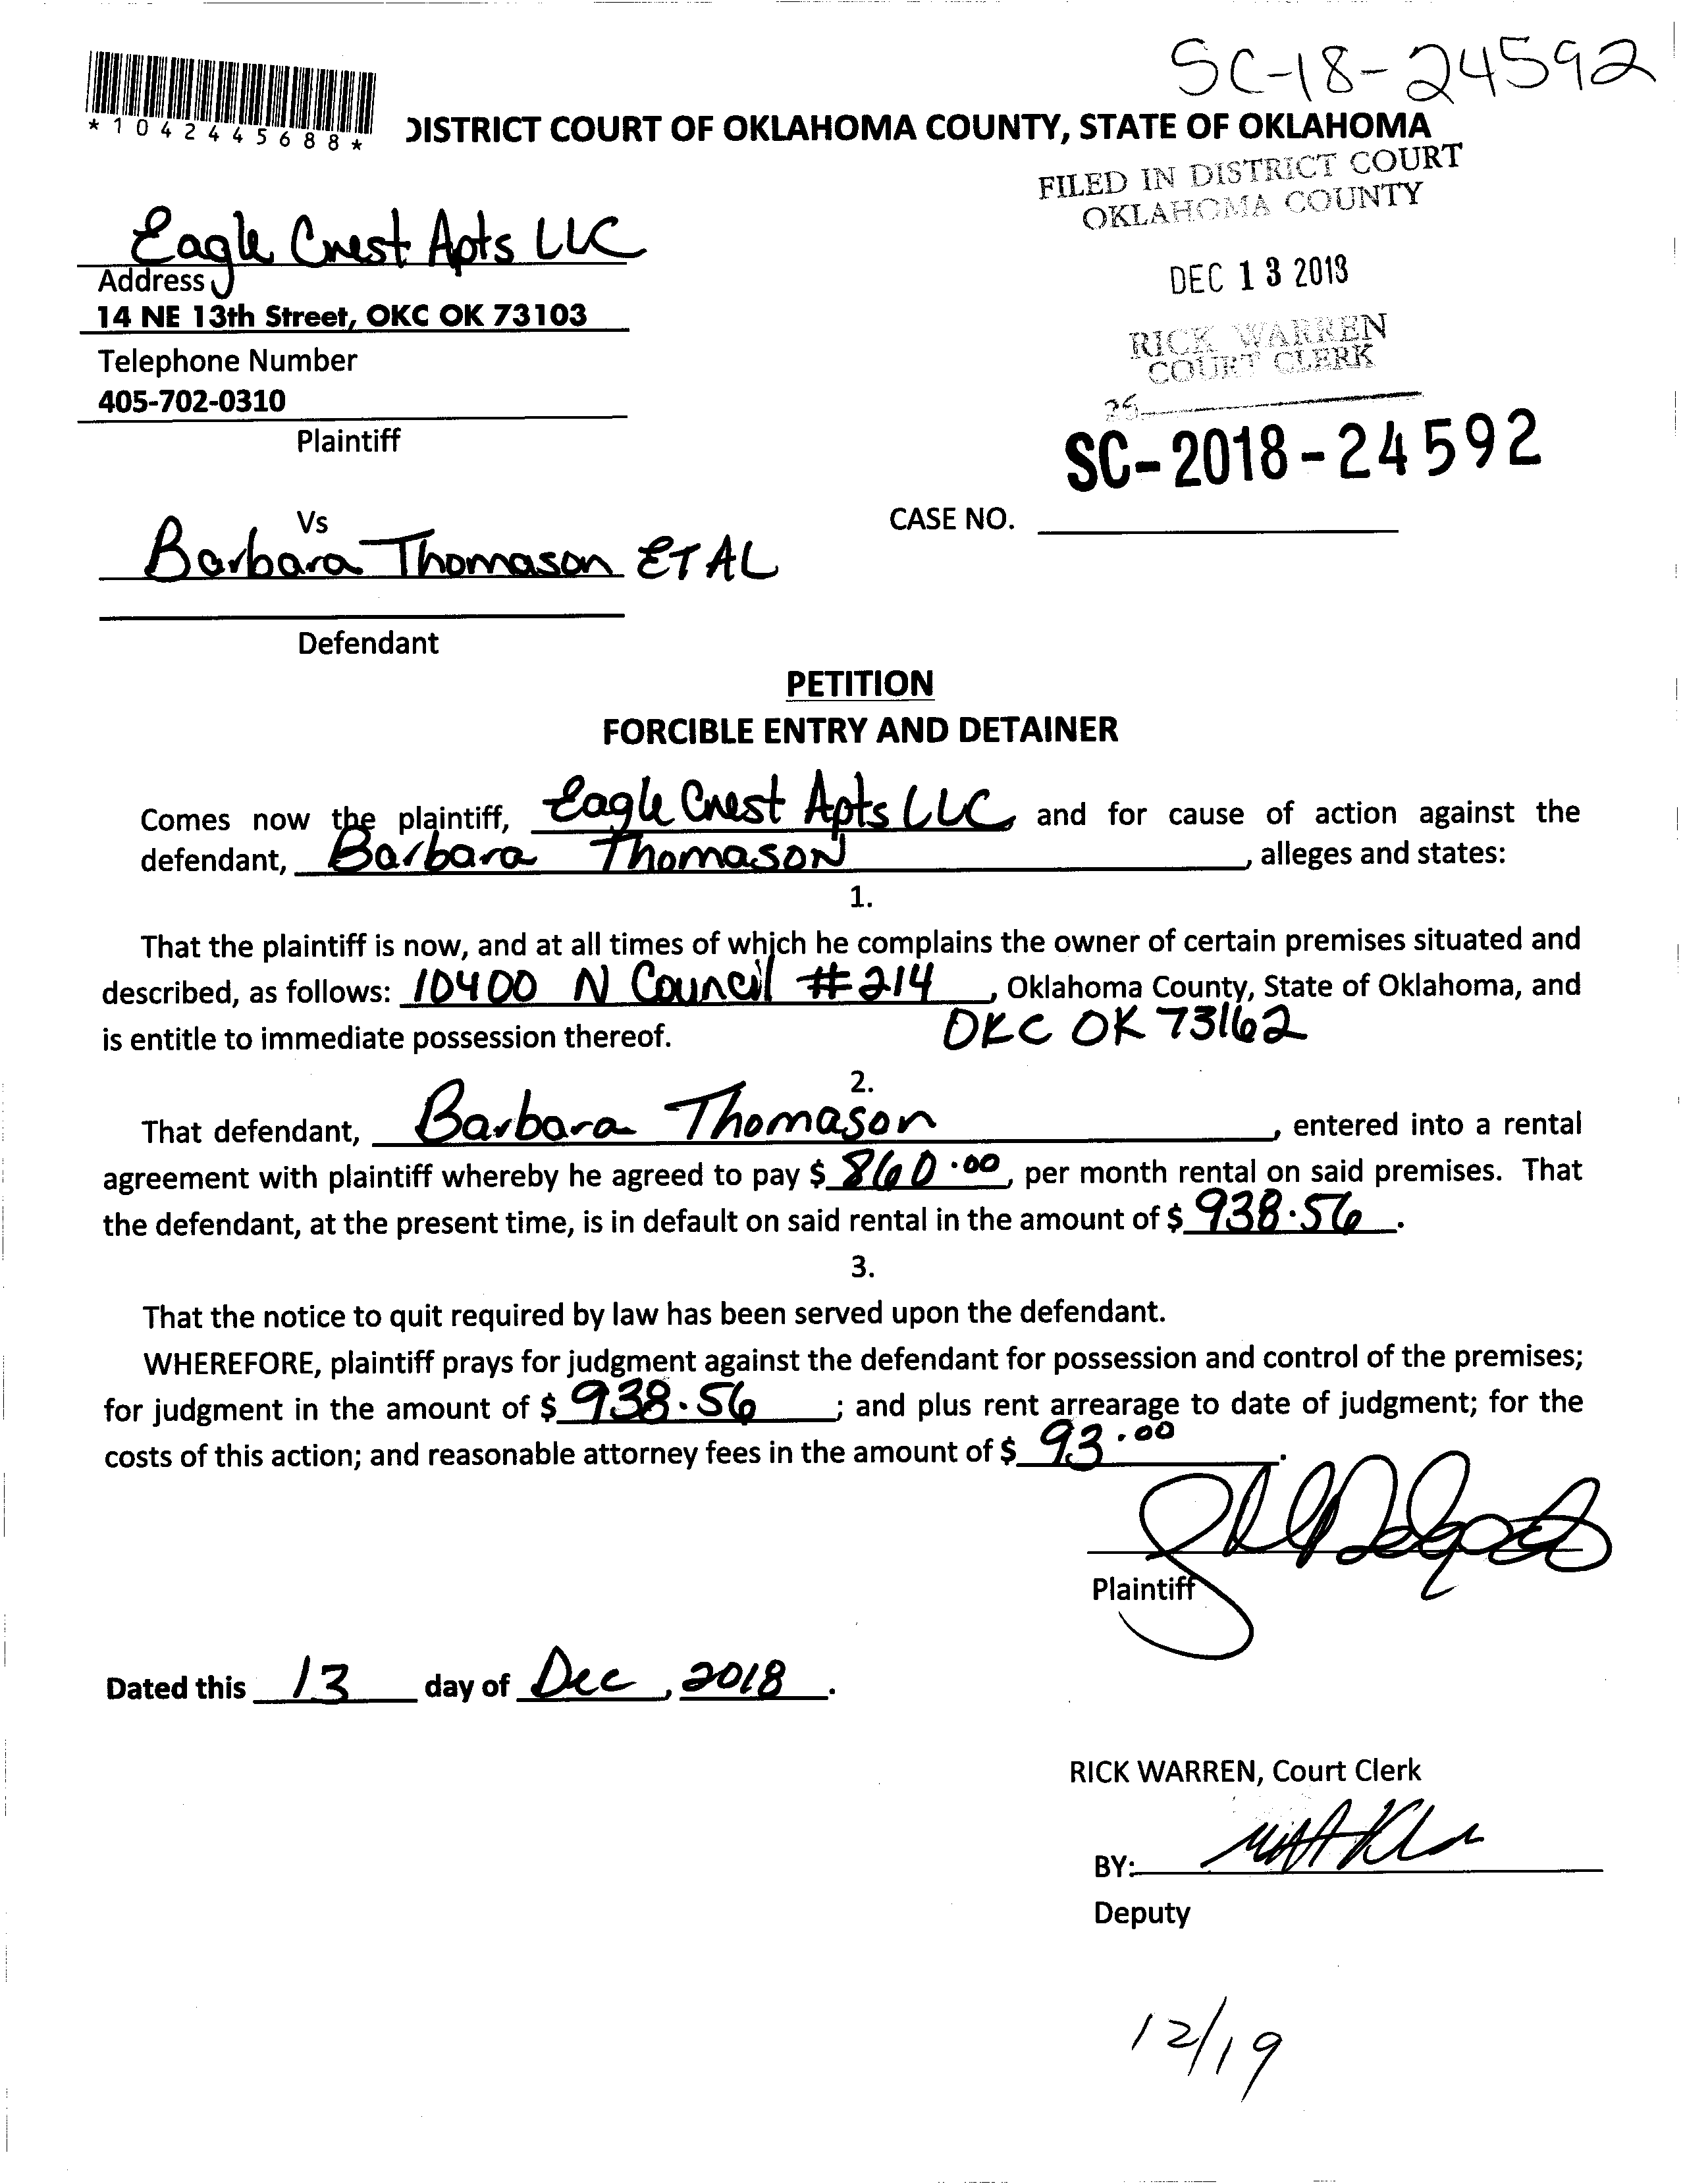 SC-18-24592
*1042445688*
DISTRICT COURT OF OKLAHOMA COUNTY, STATE OF OKLAHOMA
FILED IN DISTRICT COURT
OKLAHOMA COUNTY
Eagle Crest Apts LLC
Address
DEC 13 2018
14 NE 13th Street, OKC OK 73103
RICK WARREN
COURT CLERK
Telephone Number
405-702-0310
Plaintiff
SC-2018-24592
Vs
CASE NO.
Barbara Thomason ET AL
Defendant
PETITION
FORCIBLE ENTRY AND DETAINER
Comes now the plaintiff, Eagle Crest Apts LLC and for cause of action against the
defendant, Barbara Thomason, alleges and states:
1.
That the plaintiff is now, and at all times of which he complains the owner of certain premises situated and
described, as follows: 10400 N Council #214, Oklahoma County, State of Oklahoma, and
is entitle to immediate possession thereof. OKC OK 73162
2.
That defendant, Barbara Thomason, entered into a rental
agreement with plaintiff whereby he agreed to pay $ 860.00, per month rental on said premises. That
the defendant, at the present time, is in default on said rental in the amount of $ 938.56.
3.
That the notice to quit required by law has been served upon the defendant.
WHEREFORE, plaintiff prays for judgment against the defendant for possession and control of the premises;
for judgment in the amount of $ 938.56; and plus rent arrearage to date of judgment; for the
costs of this action; and reasonable attorney fees in the amount of $ 93.00.
Plaintiff
Dated this 13 day of Dec, 2018.
RICK WARREN, Court Clerk
BY:
Deputy
12/19